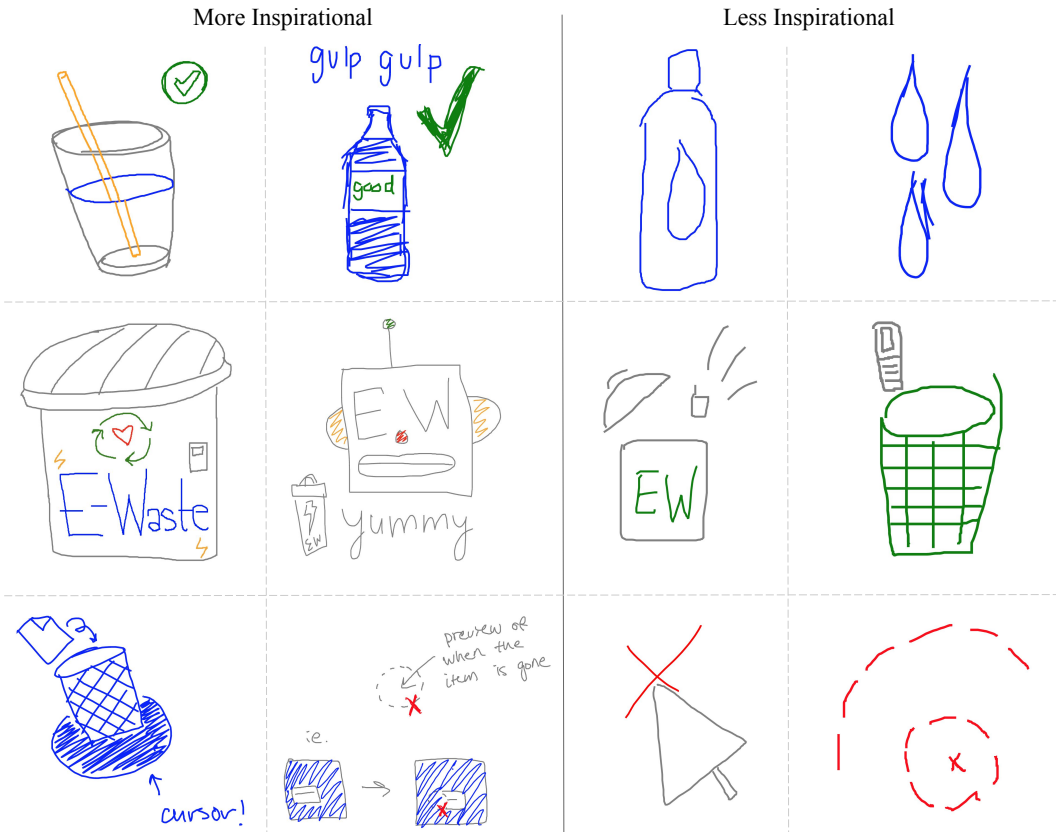 More Inspirational
Less Inspirational
gulp gulp
good
E-Waste
EW
EW
yummy
EW
preview of
when the
item is gone
ie.
cursor!